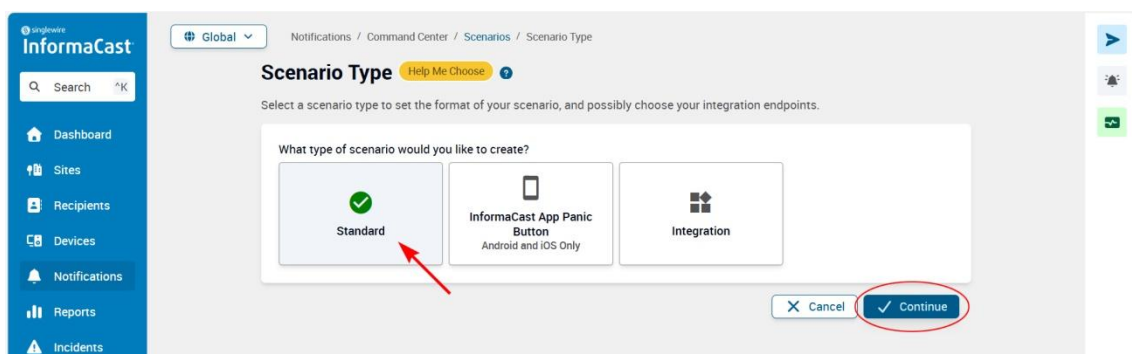 singlewire
InformaCast
Search ^K
Dashboard
Sites
Recipients
Devices
Notifications
Reports
Incidents
Global
Notifications / Command Center / Scenarios / Scenario Type
Scenario Type Help Me Choose ?
Select a scenario type to set the format of your scenario, and possibly choose your integration endpoints.
What type of scenario would you like to create?
Standard
InformaCast App Panic
Button
Android and iOS Only
Integration
Cancel
Continue